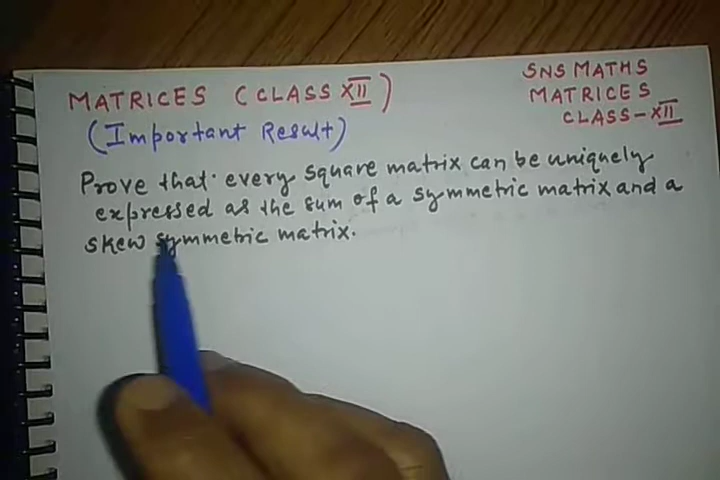 MATRICES (CLASS XII)
(Important Result)
SNS MATHS
MATRICES
CLASS-XII
Prove that. every square matrix can be uniquely
expressed as the sum of a symmetric matrix and a
skew symmetric matrix.